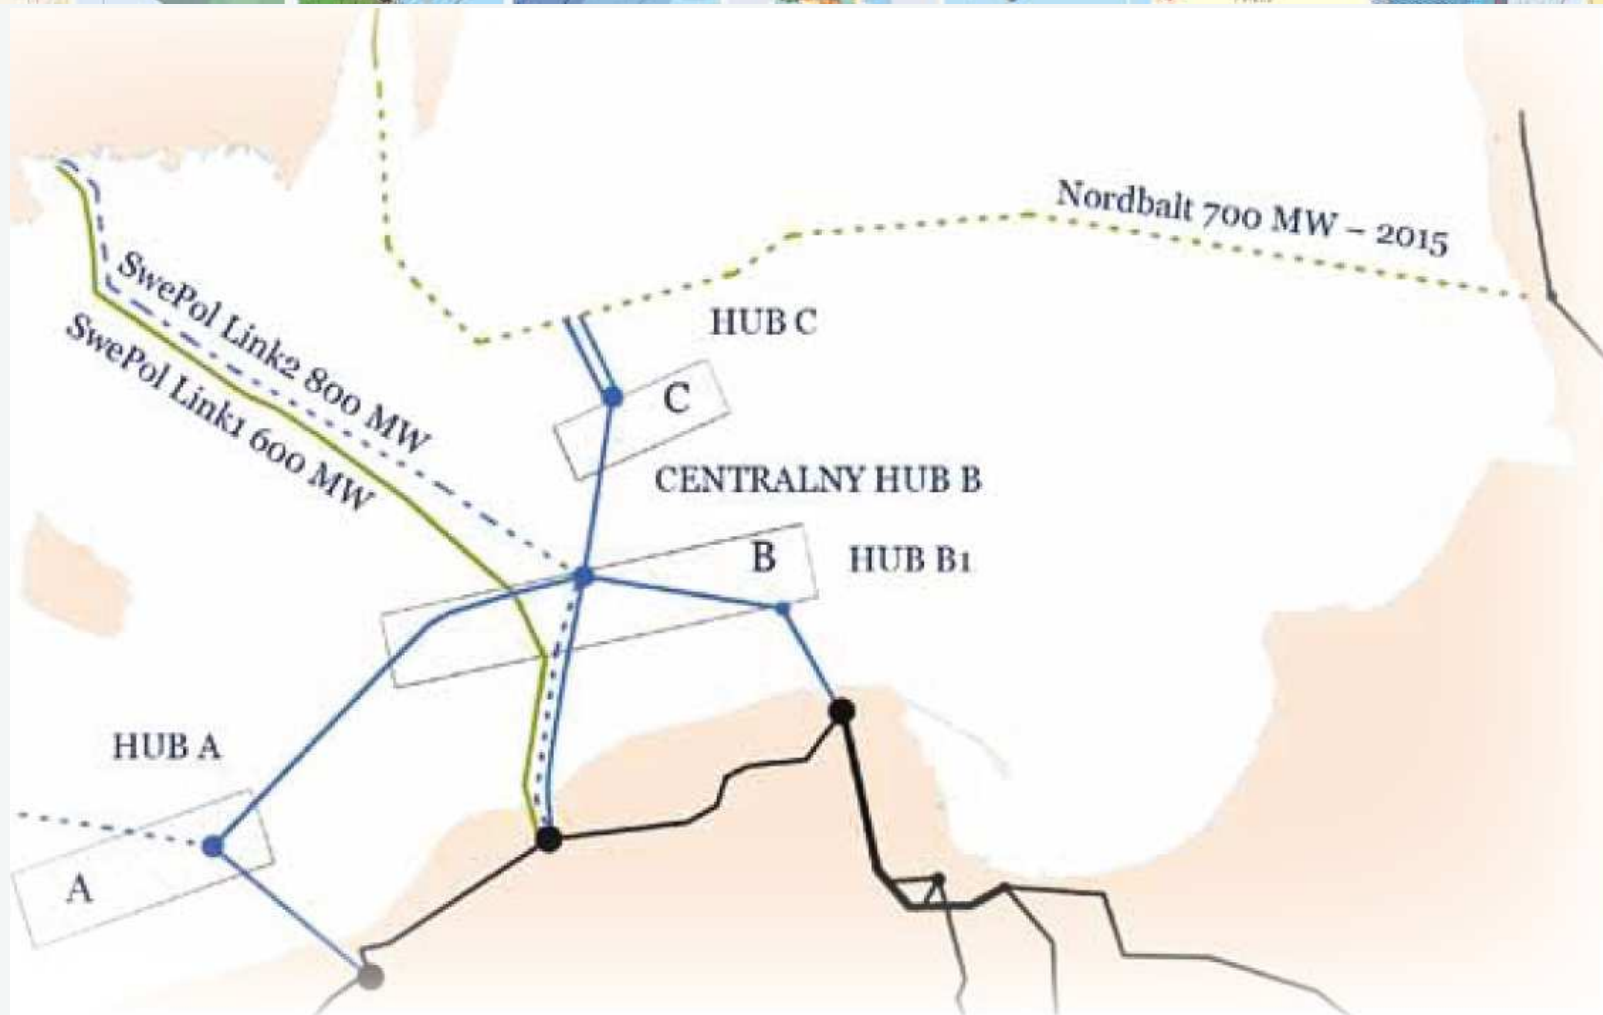 Nordbalt 700 MW – 2015
SwePol Link2 800 MW
SwePol Link1 600 MW
HUB C
C
CENTRALNY HUB B
B
HUB B1
HUB A
A